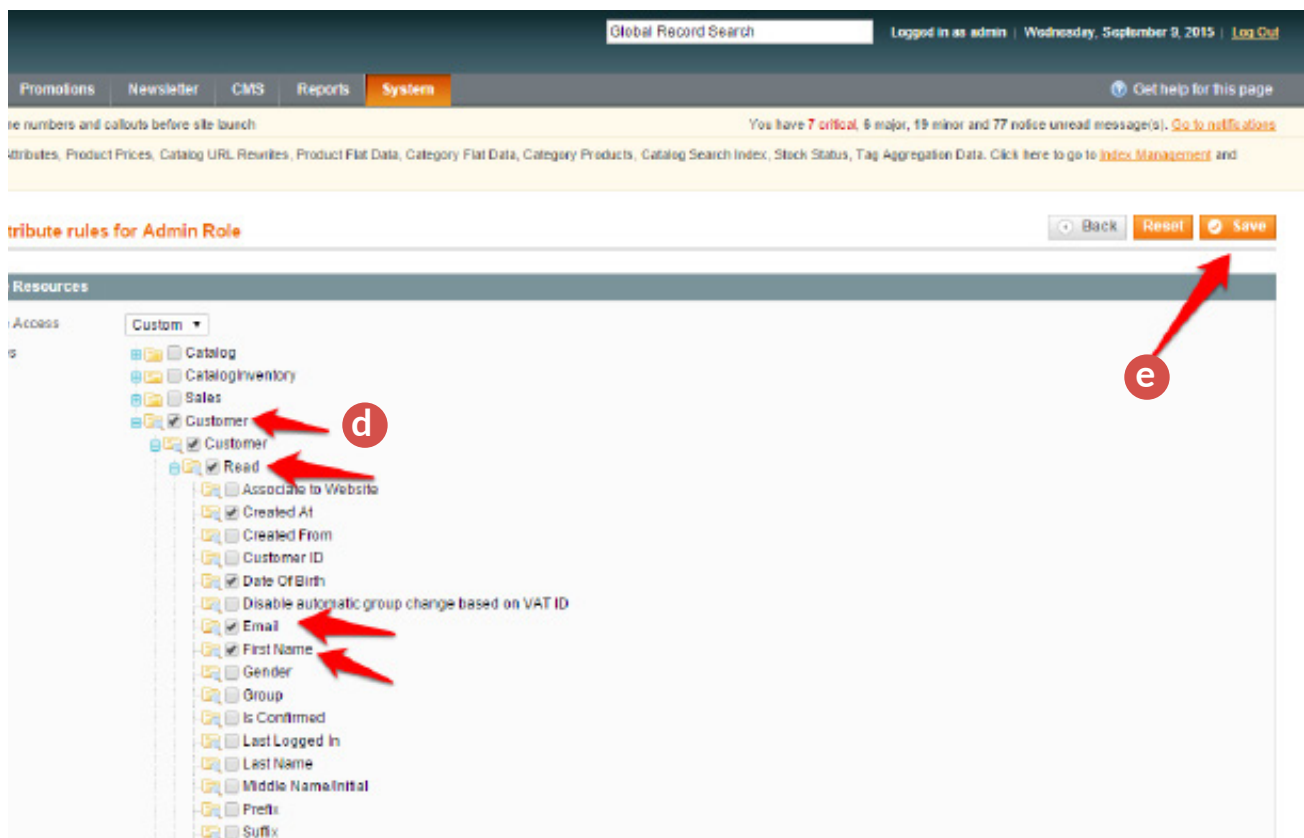 Global Record Search Logged in as admin | Wednesday, September 9, 2015 | Log Out
Promotions Newsletter CMS Reports System Get help for this page
ne numbers and callouts before site launch You have 7 critical, 6 major, 19 minor and 77 notice unread message(s). Go to notifications
Attributes, Product Prices, Catalog URL Rewrites, Product Flat Data, Category Flat Data, Category Products, Catalog Search Index, Stock Status, Tag Aggregation Data. Click here to go to Index Management and
tribute rules for Admin Role Back Reset Save
Resources
Access Custom
s Catalog
CatalogInventory
e
Sales
Customer
d
Customer
Read
Associate to Website
Created At
Created From
Customer ID
Date Of Birth
Disable automatic group change based on VAT ID
Email
First Name
Gender
Group
Is Confirmed
Last Logged In
Last Name
Middle Name/Initial
Prefix
Suffix